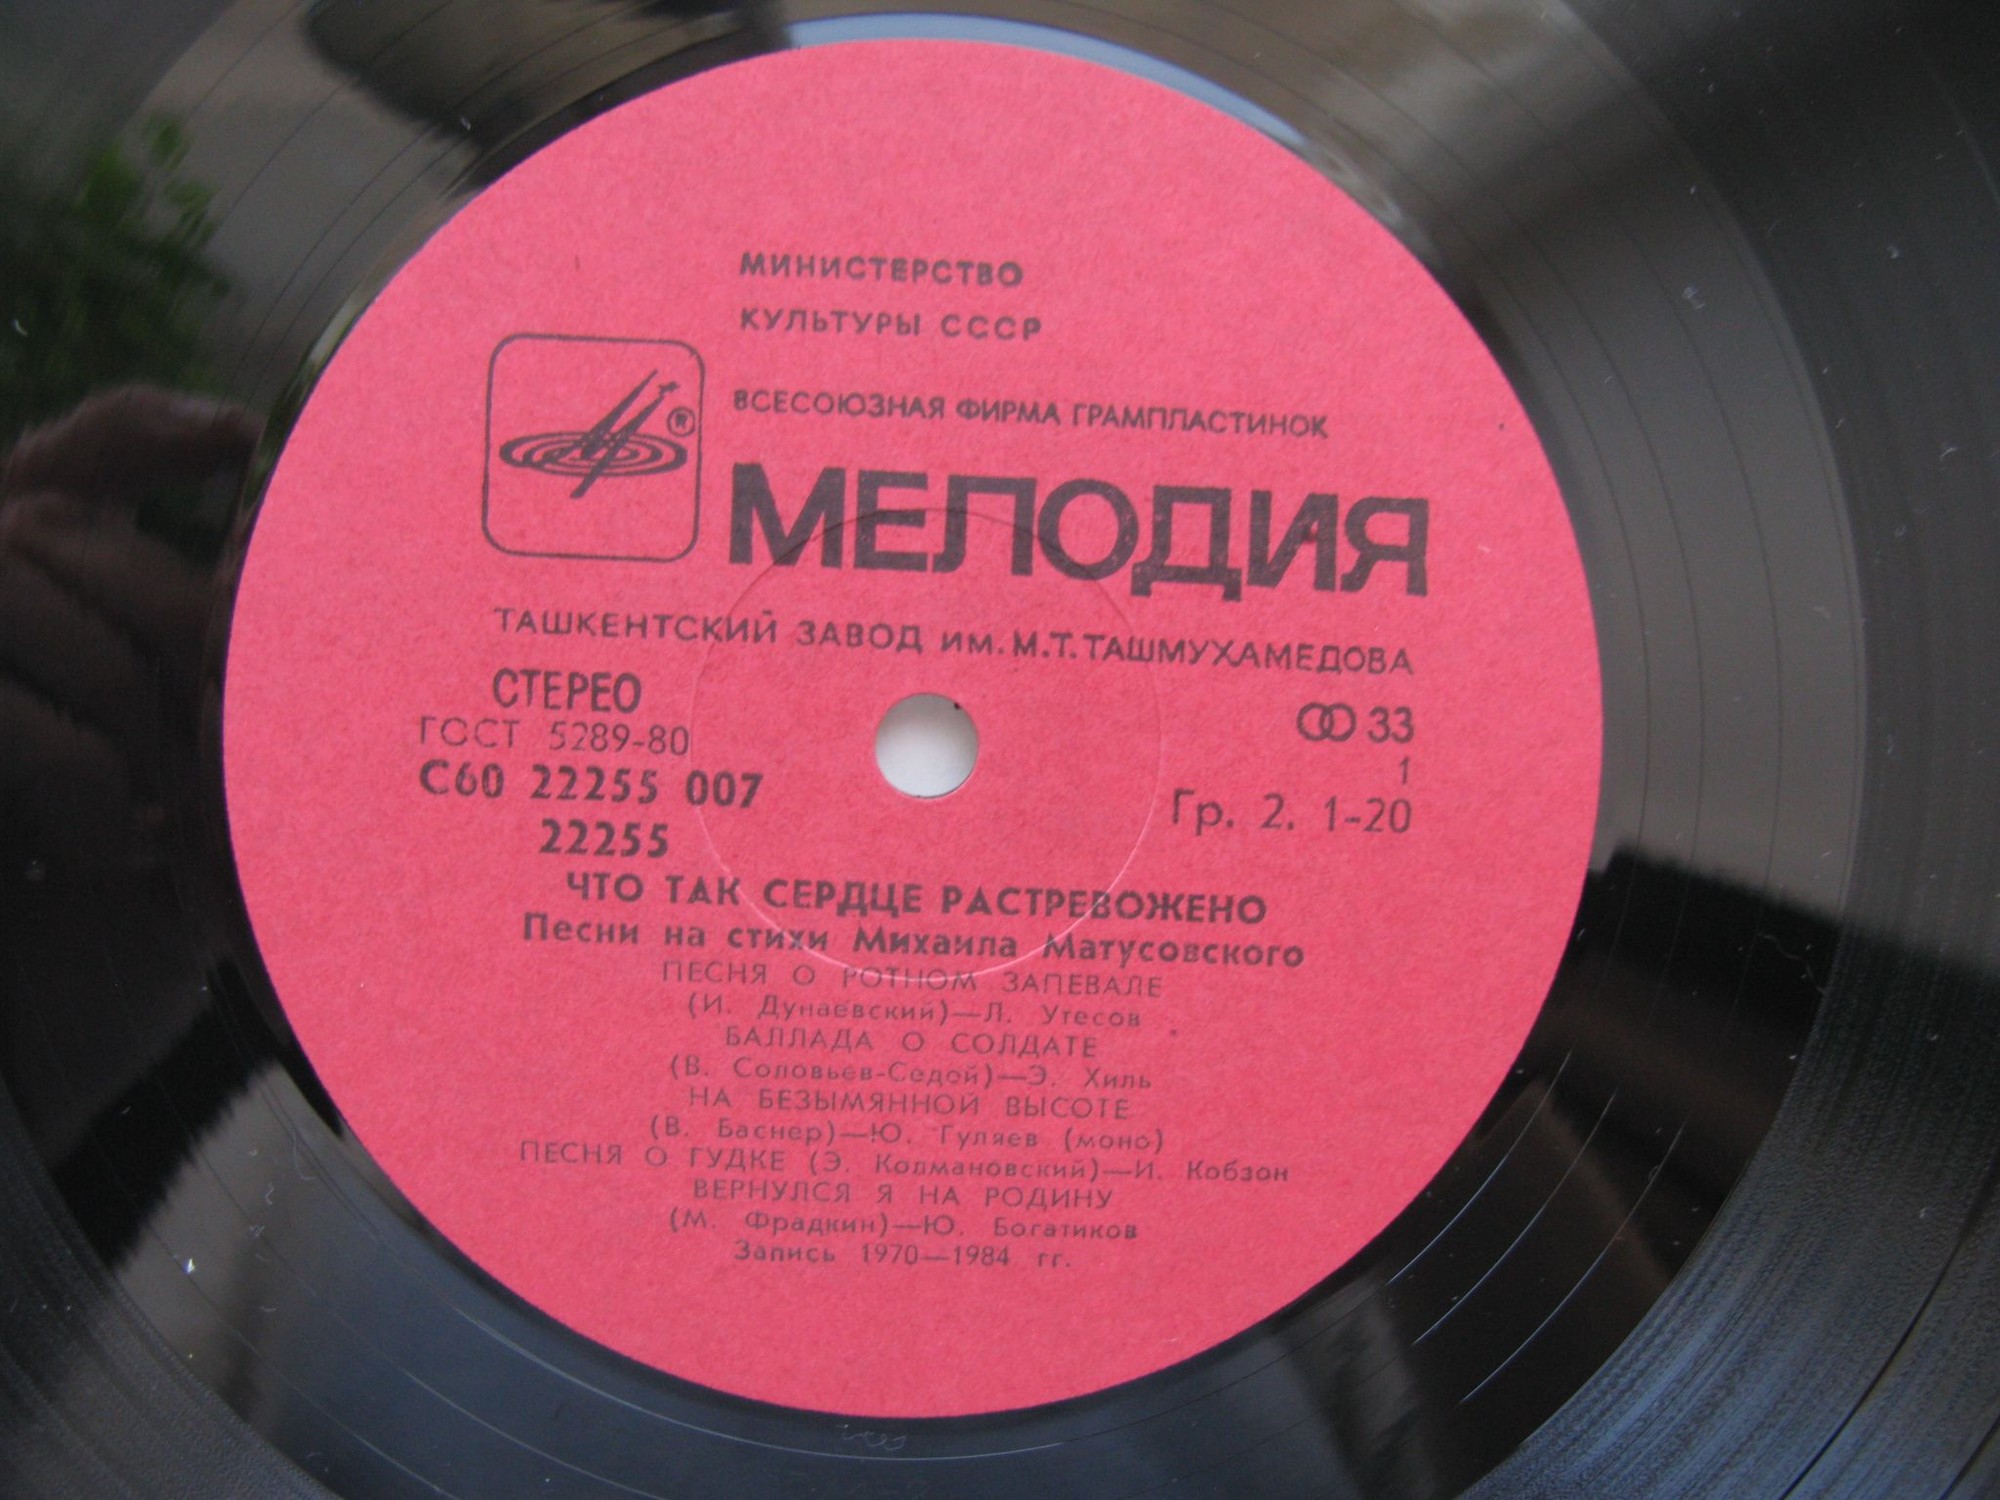 МИНИСТЕРСТВО
КУЛЬТУРЫ СССР
ВСЕСОЮЗНАЯ ФИРМА ГРАМПЛАСТИНОК
®
МЕЛОДИЯ
ТАШКЕНТСКИЙ ЗАВОД ИМ. М.Т. ТАШМУХАМЕДОВА
СТЕРЕО
33
ГОСТ 5289-80
1
С60 22255 007
Гр. 2. 1-20
22255
ЧТО ТАК СЕРДЦЕ РАСТРЕВОЖЕНО
Песни на стихи Михаила Матусовского
ПЕСНЯ О РОТНОМ ЗАПЕВАЛЕ
(И. Дунаевский)—Л. Утесов
БАЛЛАДА О СОЛДАТЕ
(В. Соловьев-Седой)—Э. Хиль
НА БЕЗЫМЯННОЙ ВЫСОТЕ
(В. Баснер)—Ю. Гуляев (моно)
ПЕСНЯ О ГУДКЕ (Э. Колмановский)—И. Кобзон
ВЕРНУЛСЯ Я НА РОДИНУ
(М. Фрадкин)—Ю. Богатиков
Запись 1970—1984 гг.